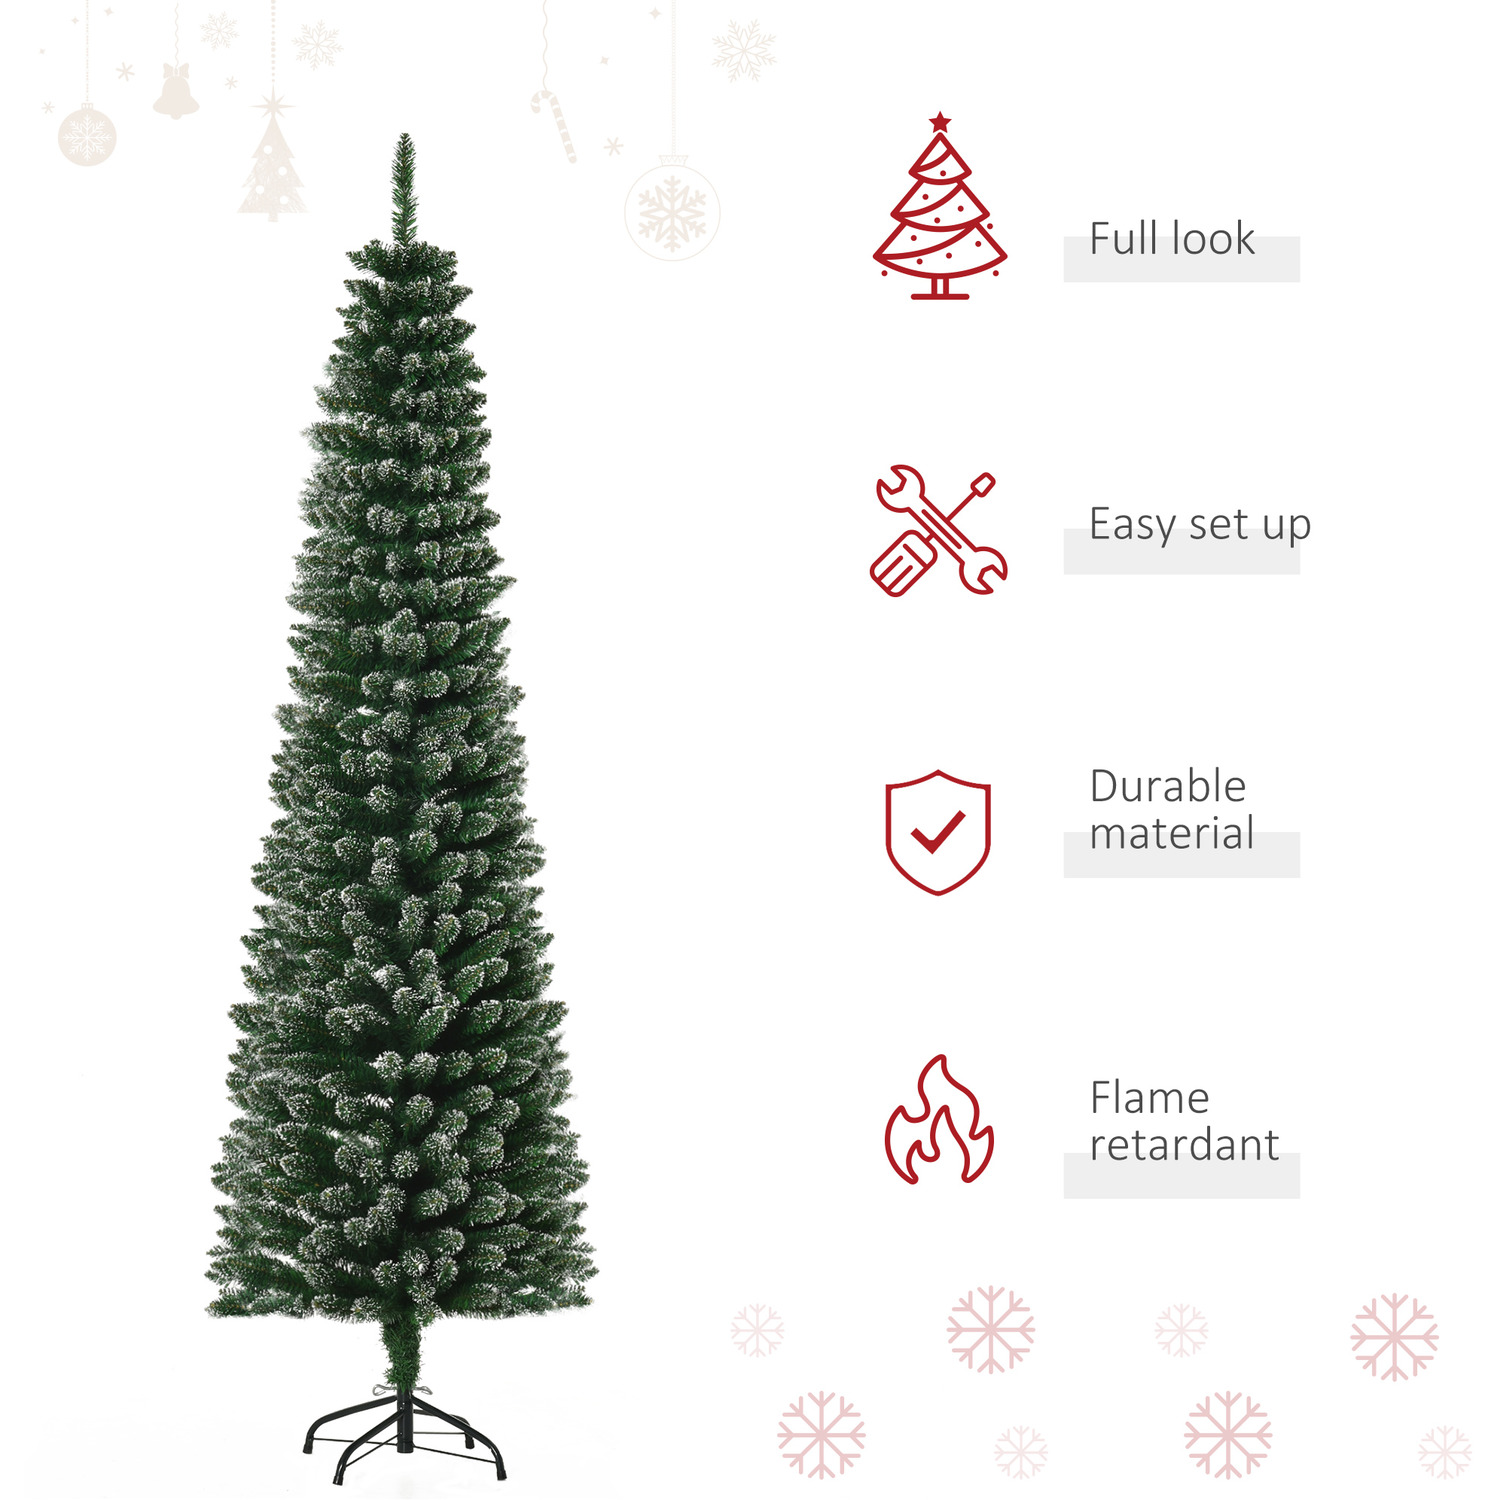 Full look
Easy set up
Durable
material
Flame
retardant